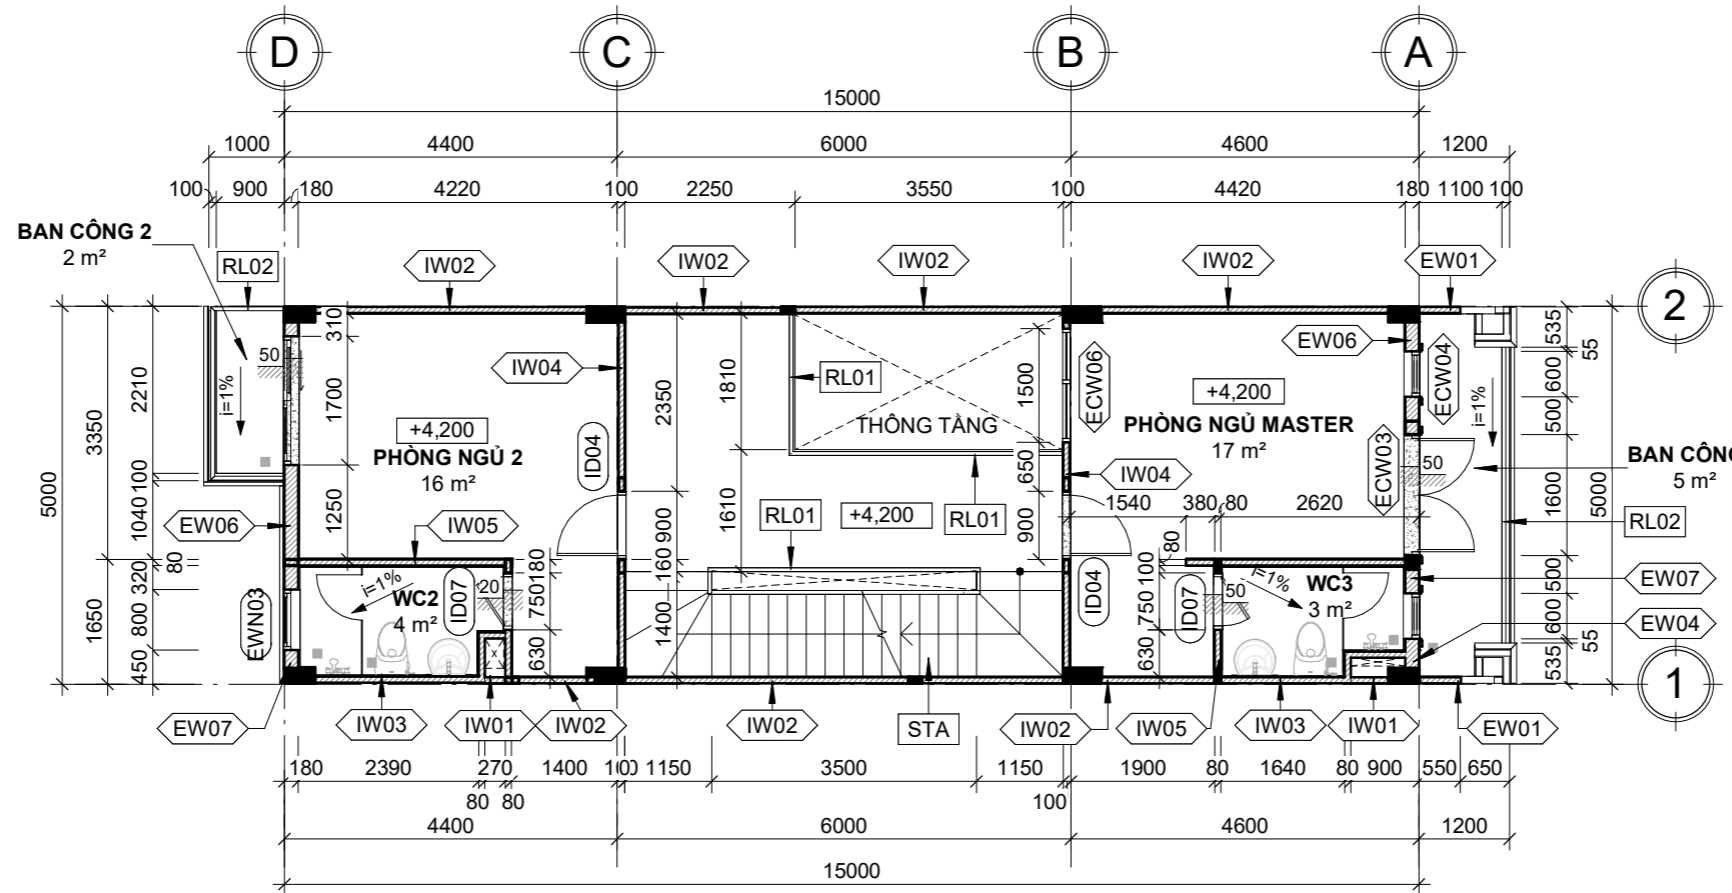 D C B A
15000
1000 4400 6000 4600 1200
100 900 180 4220 100 2250 3550 100 4420 180 1100 100
BAN CÔNG 2
2 m²
RL02 IW02 IW02 IW02 IW02 EW01
2
5000 3350 2210 310 1700 1250
50
i=1%
IW04
RL01
2350 1810 1500
ECW06
EW06
ECW04
i=1%
535 55 600 500
+4,200
PHÒNG NGỦ 2
16 m²
ID04
THÔNG TẦNG
+4,200
PHÒNG NGỦ MASTER
17 m²
ECW03
50
BAN CÔNG
5 m²
IW04
650
1540 380 80 2620
1600 5000
100 1040
EW06
IW05
1610
RL01
+4,200
RL01
900
900
RL02
80 320
1650 800 450
EWN03
i=1%
WC2
4 m²
ID07
20
180 750 630
160
1400
RL01
ID04
80
100 750 630
ID07
50
i=1%
WC3
3 m²
500 600 55 535
EW07
EW04
1
EW07 IW03 IW01 IW02 IW02 STA IW02 IW05 IW03 IW01 EW01
180 2390 270 1400 100 1150 3500 1150 1900 80 1640 80 900 550 650
80 80 100
4400 6000 4600 1200
15000